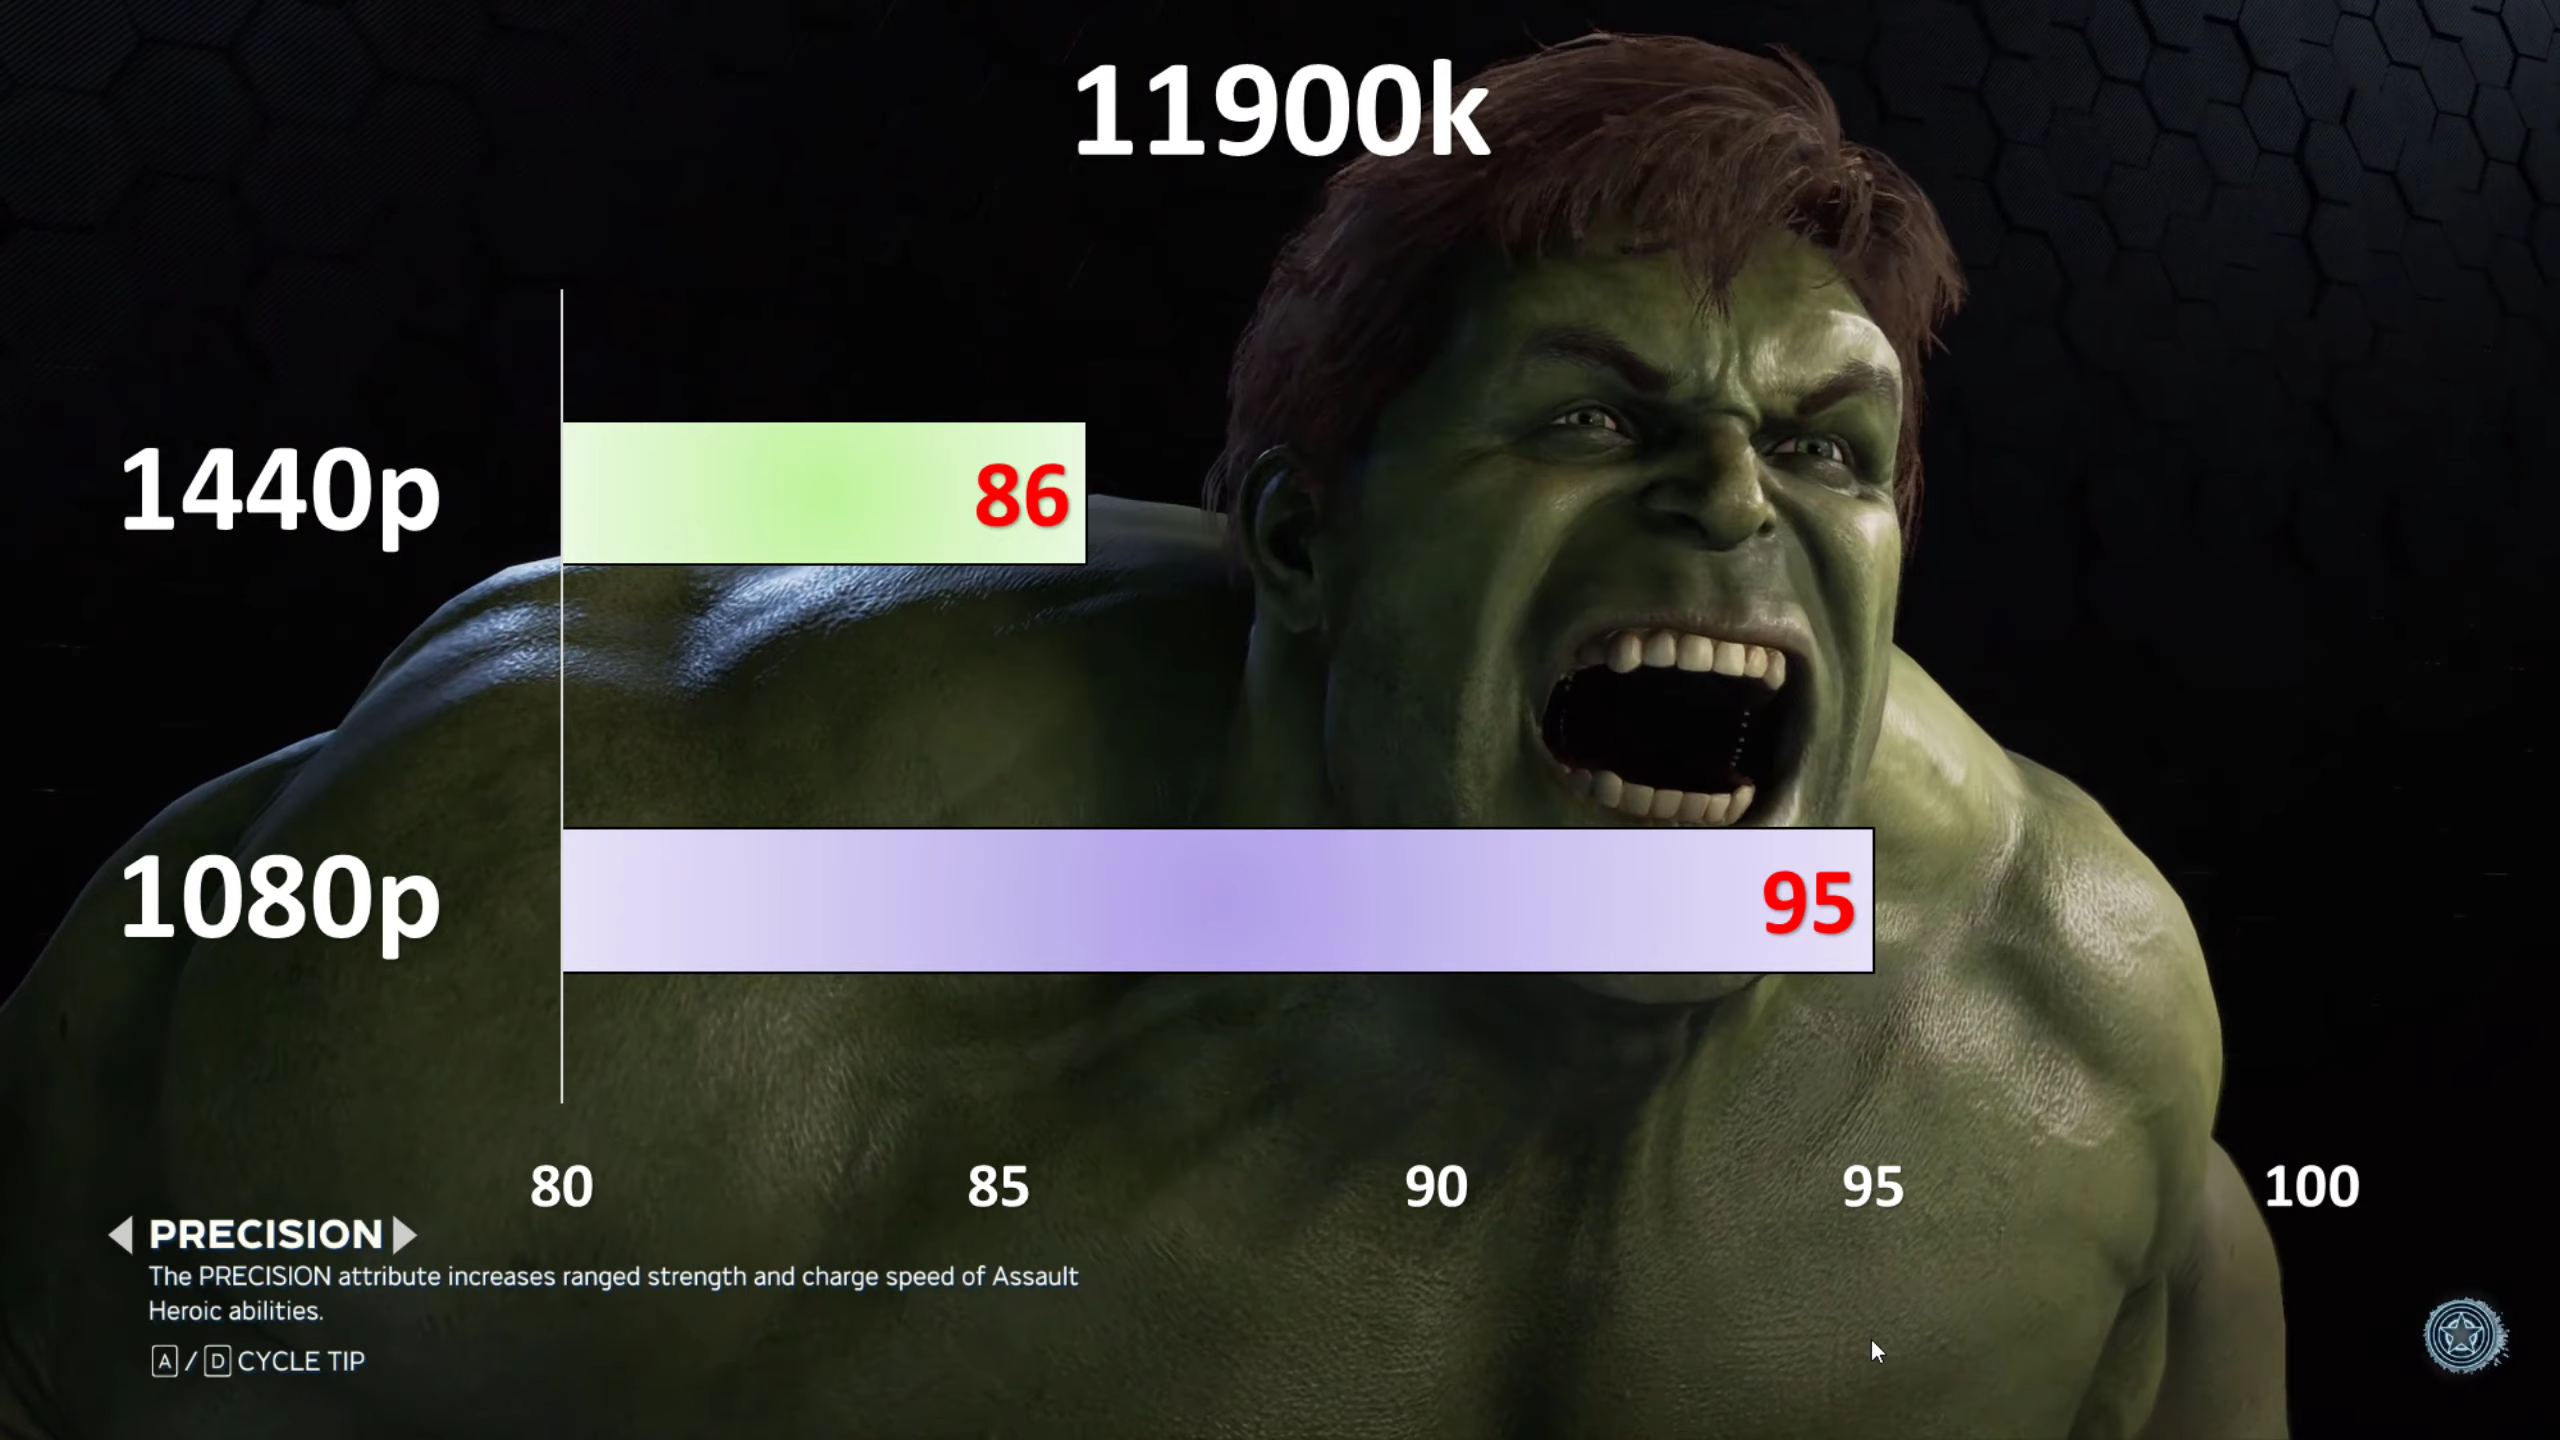 11900k
1440p
86
1080p
95
80 85 90 95 100
PRECISION
The PRECISION attribute increases ranged strength and charge speed of Assault
Heroic abilities.
A / D CYCLE TIP